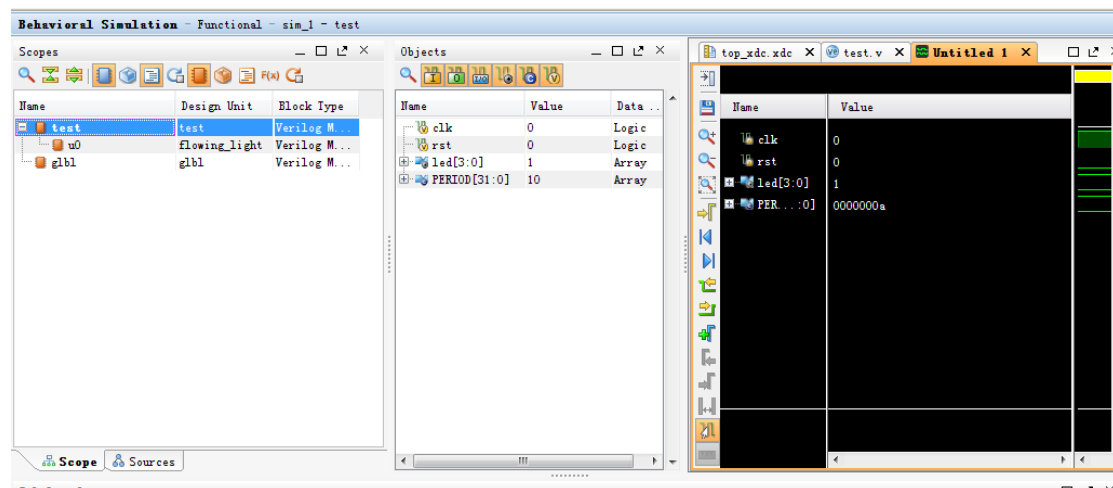 Behavioral Simulation - Functional - sim_1 - test
Scopes
F(x)
Name Design Unit Block Type
test test Verilog M...
u0 flowing_light Verilog M...
glbl glbl Verilog M...
Scope Sources
Objects
Name Value Data ..
clk 0 Logic
rst 0 Logic
led[3:0] 1 Array
PERIOD[31:0] 10 Array
top_xdc.xdc test.v Untitled 1
Name Value
clk 0
rst 0
led[3:0] 1
PER...:0] 0000000a